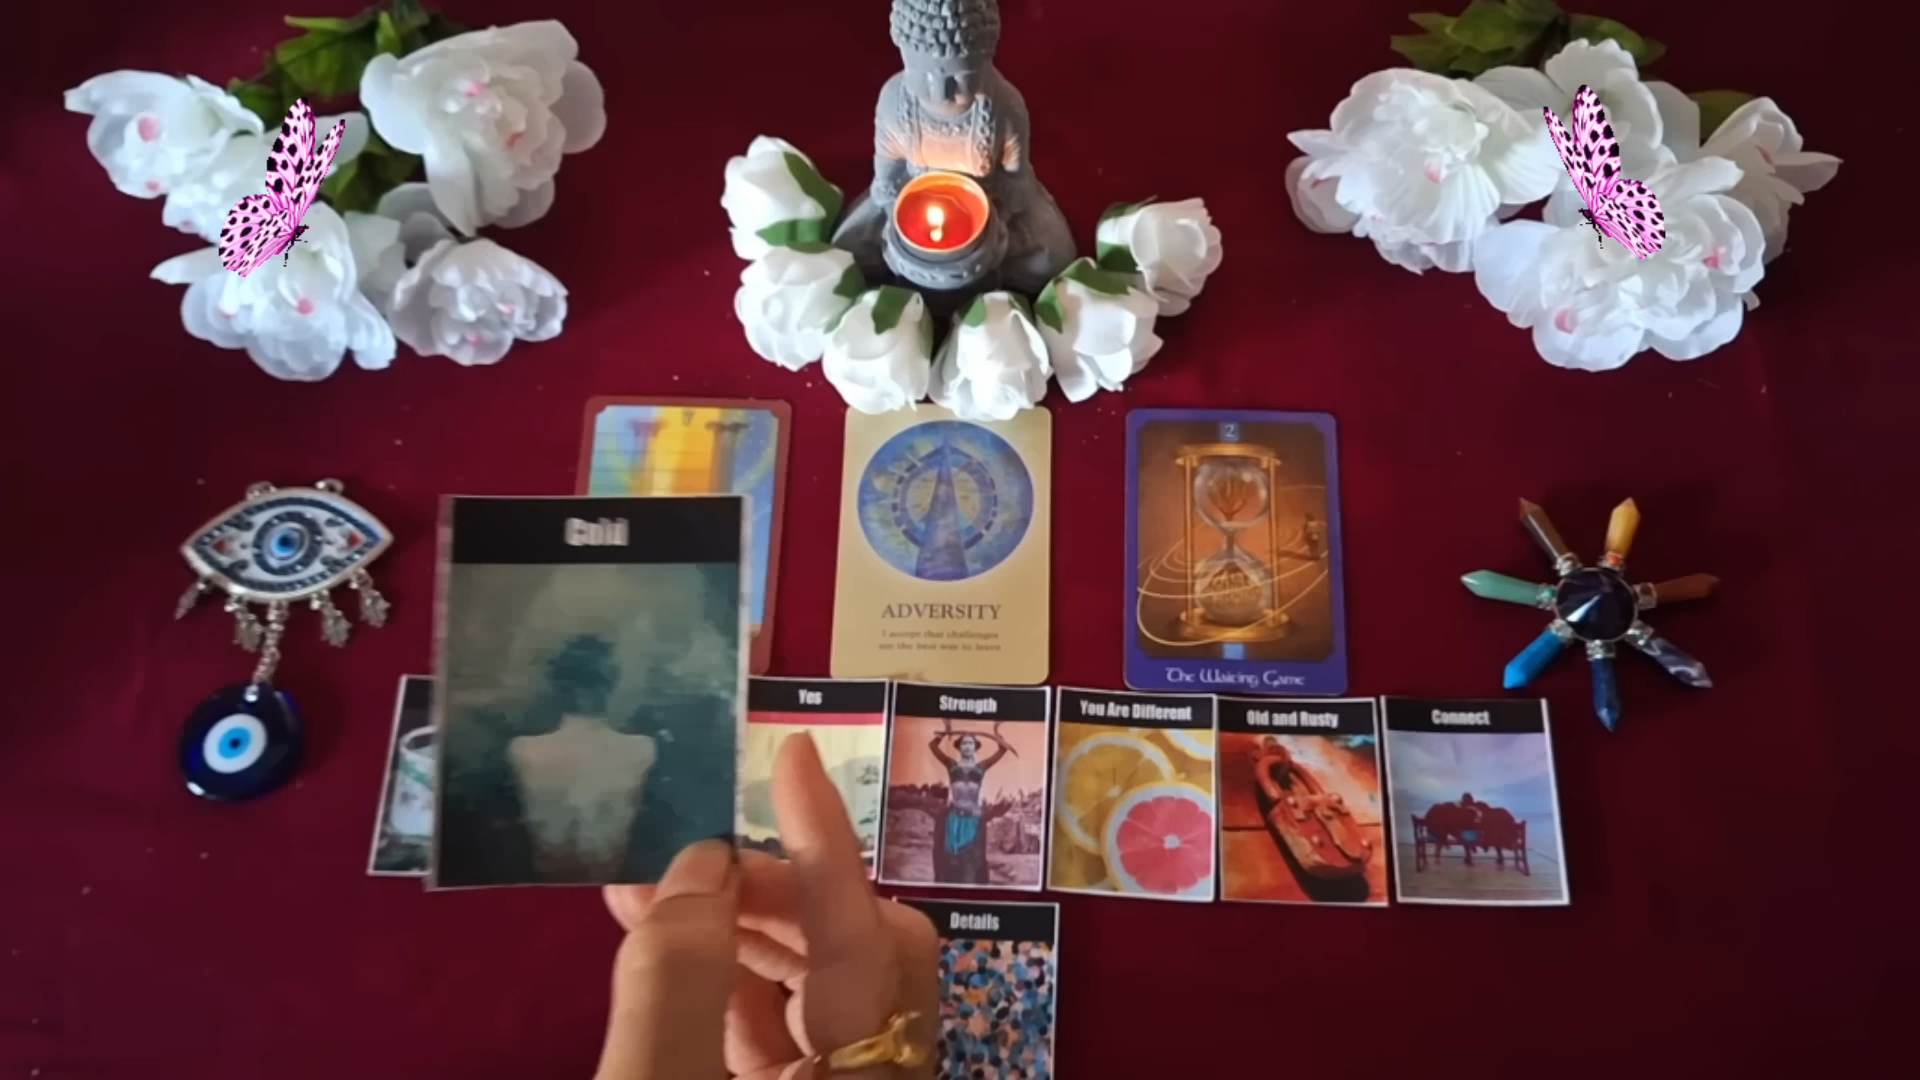 ADVERSITY
I accept that challenges
are the best way to learn
2
The Waiting Game
Cold
Yes
Strength
You Are Different
Old and Rusty
Connect
Details